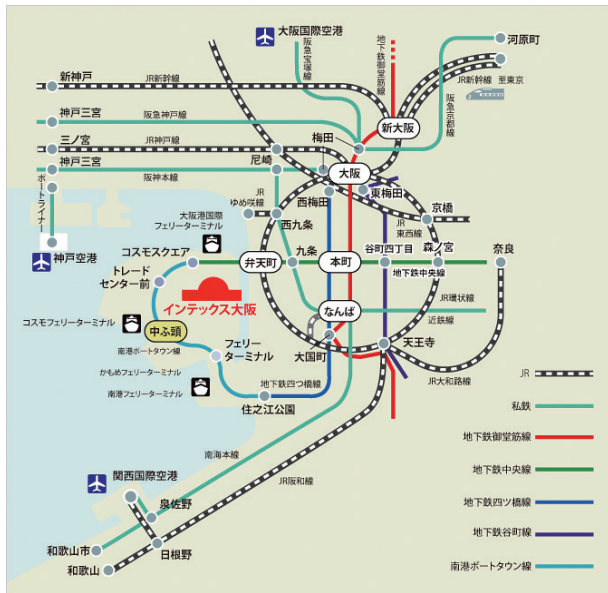 大阪国際空港
阪急宝塚線
地下鉄御堂筋線
河原町
新神戸
JR新幹線
JR新幹線 至東京
神戸三宮
阪急神戸線
阪急京都線
新大阪
三ノ宮
JR神戸線
梅田
尼崎
神戸三宮
阪神本線
大阪
ポートライナー
西梅田
東梅田
JR
ゆめ咲線
大阪港国際
フェリーターミナル
西九条
京橋
JR
東西線
コスモスクエア
弁天町
九条
本町
谷町四丁目
森ノ宮
奈良
地下鉄中央線
神戸空港
トレード
センター前
インテックス大阪
なんば
JR環状線
近鉄線
コスモフェリーターミナル
中ふ頭
フェリー
ターミナル
大国町
天王寺
南港ポートタウン線
かもめフェリーターミナル
地下鉄四つ橋線
JR大和路線
南港フェリーターミナル
住之江公園
JR
私鉄
地下鉄御堂筋線
南海本線
関西国際空港
JR阪和線
地下鉄中央線
泉佐野
地下鉄四ツ橋線
地下鉄谷町線
和歌山市
日根野
和歌山
南港ポートタウン線